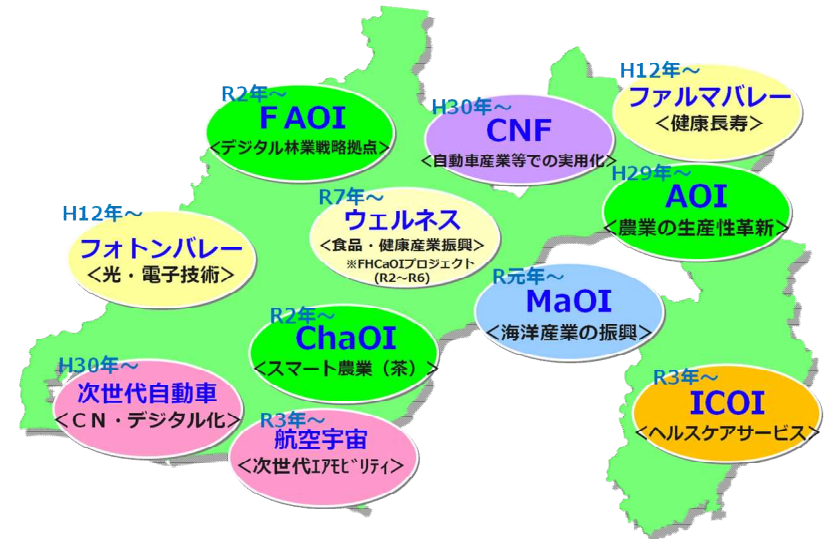 H12年～
ファルマバレー
<健康長寿>
R2年～
FAOI
<デジタル林業戦略拠点>
H30年～
CNF
<自動車産業等での実用化>
H29年～
AOI
<農業の生産性革新>
R7年～
ウェルネス
<食品・健康産業振興>
※FHCaOIプロジェクト
(R2～R6)
H12年～
フォトンバレー
<光・電子技術>
R元年～
MaOI
<海洋産業の振興>
R2年～
ChaOI
<スマート農業（茶）>
H30年～
次世代自動車
<ＣＮ・デジタル化>
R3年～
ICOI
<ヘルスケアサービス>
R3年～
航空宇宙
<次世代ｴｱﾓﾋﾞﾘﾃｨ>